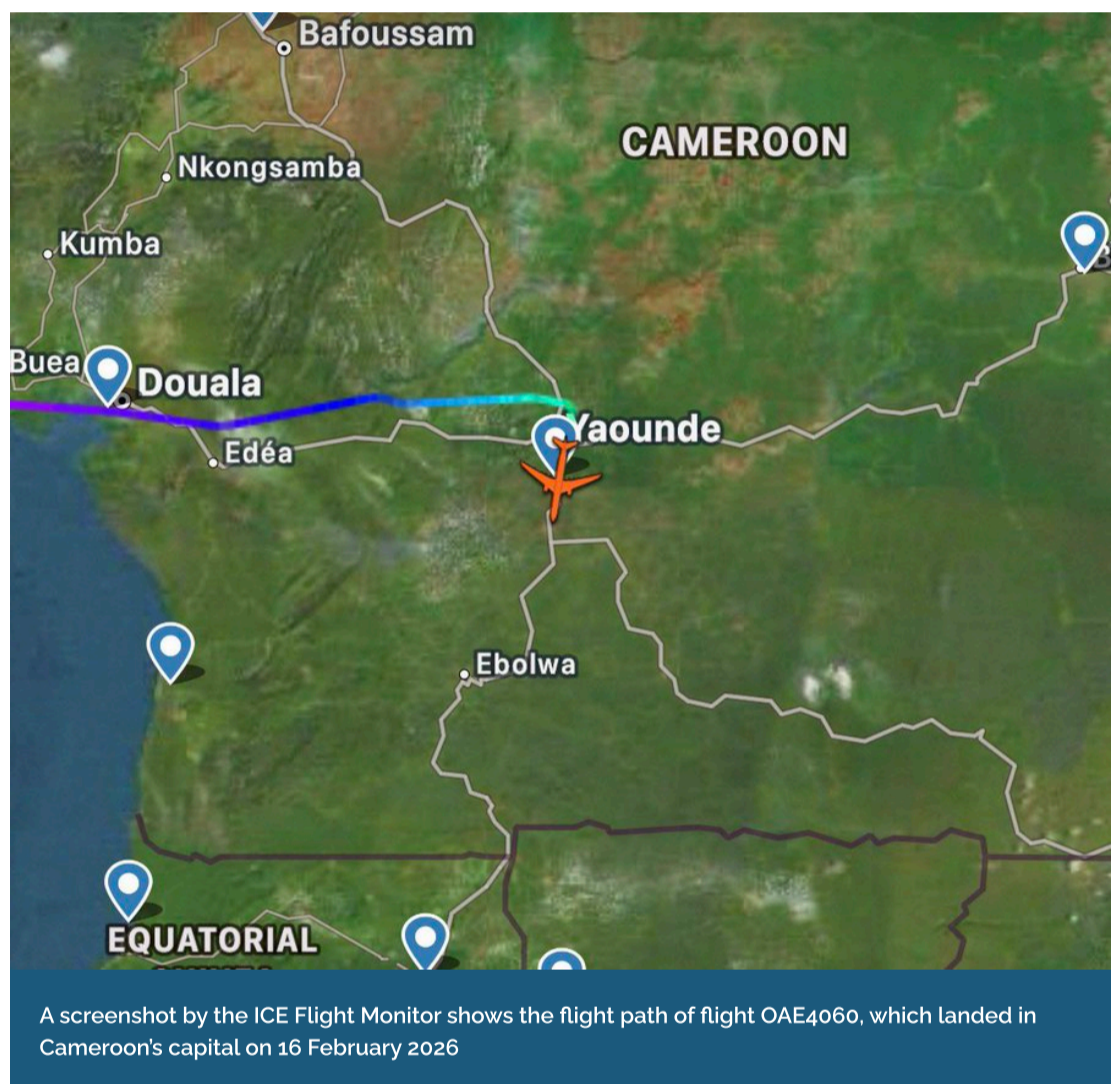 Bafoussam
CAMEROON
Nkongsamba
Kumba
Buea
Douala
Yaounde
Edéa
Ebolwa
EQUATORIAL
A screenshot by the ICE Flight Monitor shows the flight path of flight OAE4060, which landed in
Cameroon's capital on 16 February 2026